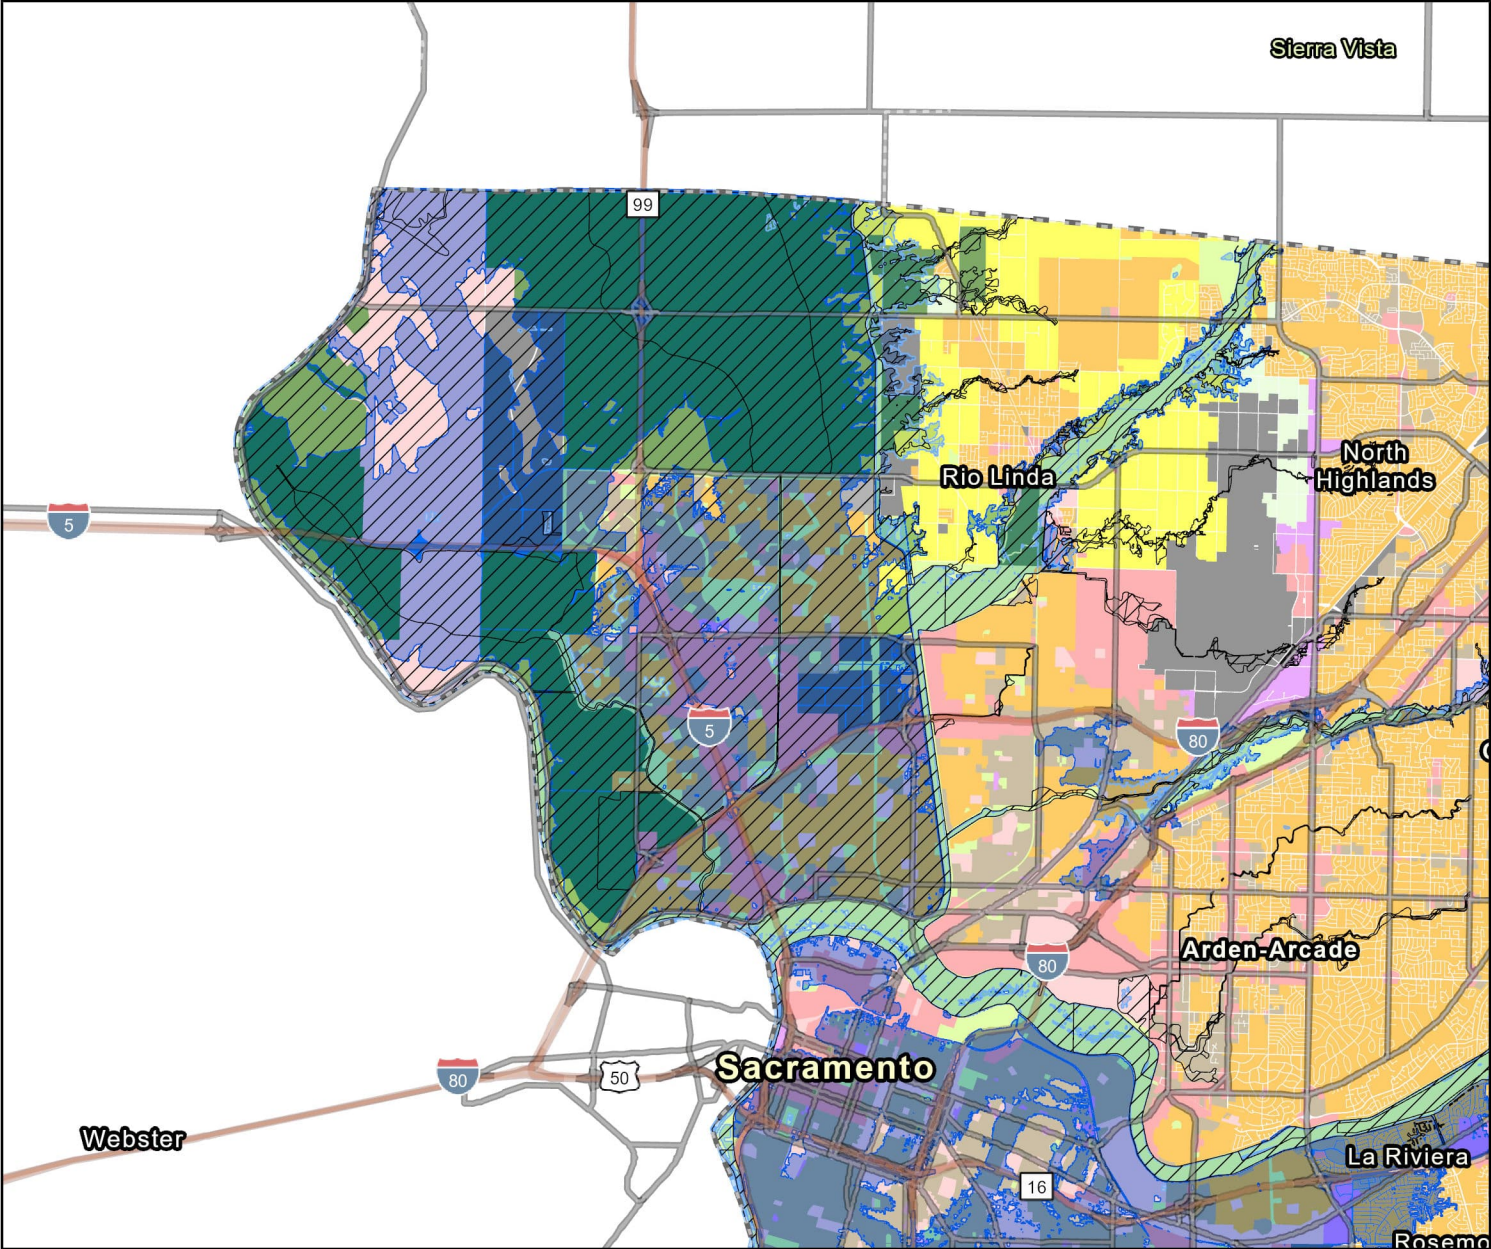 Sierra Vista
99
Rio Linda
North
Highlands
5
5
80
C
Arden-Arcade
80
Sacramento
80
50
Webster
La Riviera
16
Rosemo